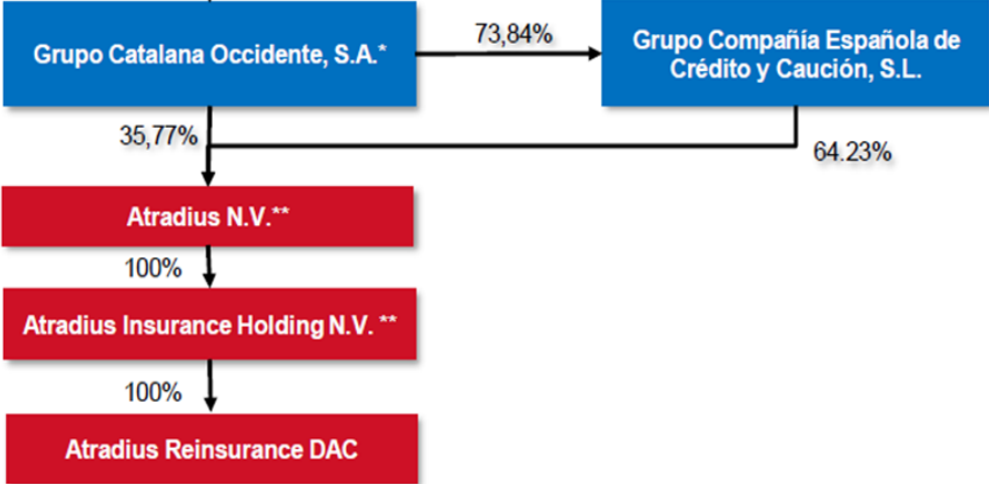 Grupo Catalana Occidente, S.A.*
73,84%
Grupo Compañía Española de
Crédito y Caución, S.L.
35,77%
64.23%
Atradius N.V.**
100%
Atradius Insurance Holding N.V. **
100%
Atradius Reinsurance DAC